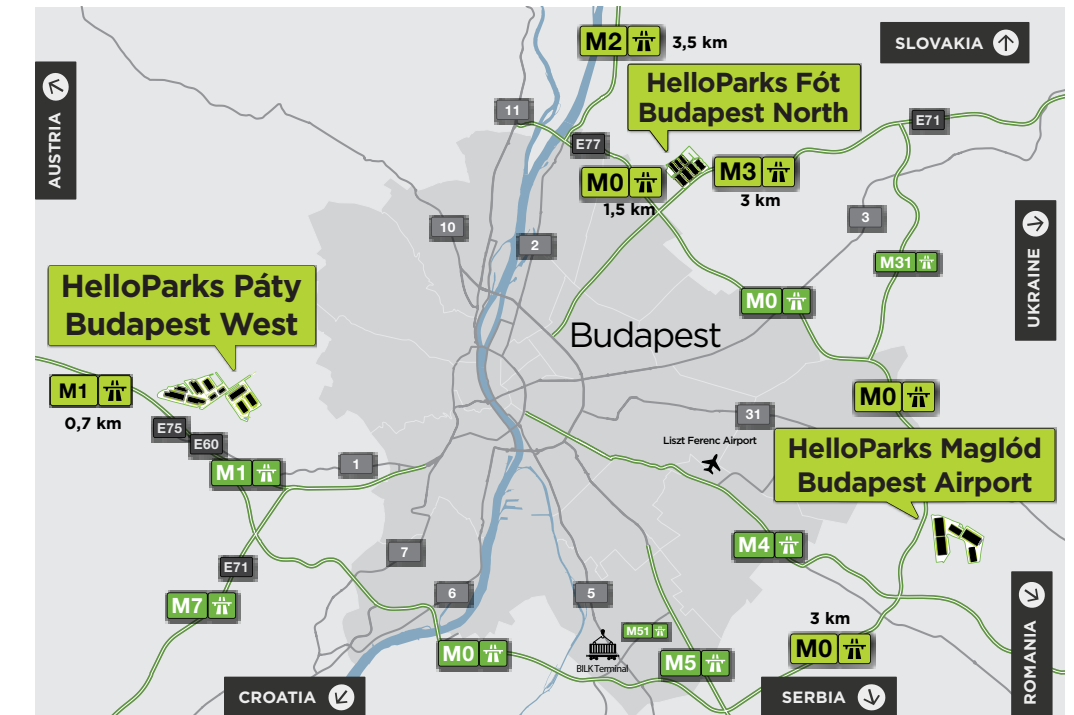 M2
3,5 km
SLOVAKIA
AUSTRIA
HelloParks Fót
Budapest North
11
E71
E77
M0
1,5 km
M3
3 km
10
2
3
UKRAINE
M31
HelloParks Páty
Budapest West
M0
Budapest
M1
0,7 km
M0
E75
E60
31
M1
1
Liszt Ferenc Airport
HelloParks Maglód
Budapest Airport
7
M4
E71
M7
6
5
M51
3 km
M0
M0
BILK Terminal
M5
ROMANIA
CROATIA
SERBIA